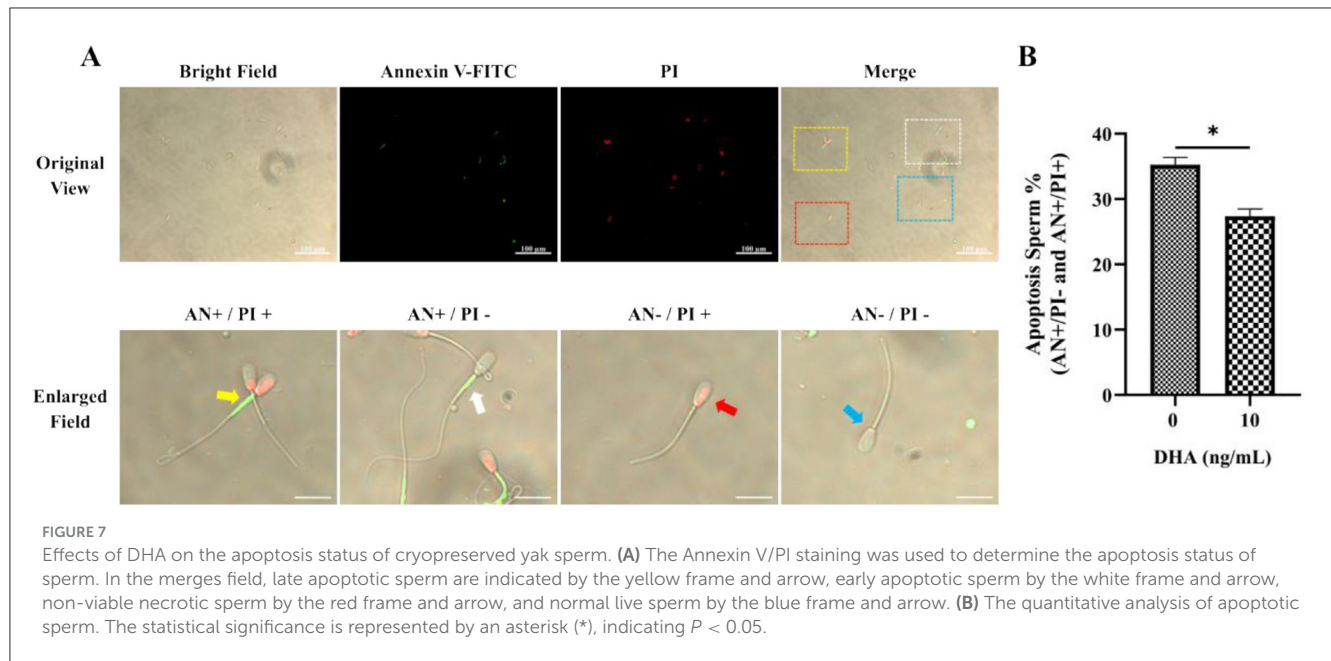 A
Bright Field
Annexin V-FITC
PI
Merge
Original
View
100 μm
100 μm
100 μm
100 μm
AN+ / PI +
AN+ / PI -
AN- / PI +
AN- / PI -
Enlarged
Field
B
Apoptosis Sperm %
(AN+/PI- and AN+/PI+)
40
30
20
10
0
*
0
10
DHA (ng/mL)
FIGURE 7
Effects of DHA on the apoptosis status of cryopreserved yak sperm. (A) The Annexin V/PI staining was used to determine the apoptosis status of
sperm. In the merges field, late apoptotic sperm are indicated by the yellow frame and arrow, early apoptotic sperm by the white frame and arrow,
non-viable necrotic sperm by the red frame and arrow, and normal live sperm by the blue frame and arrow. (B) The quantitative analysis of apoptotic
sperm. The statistical significance is represented by an asterisk (*), indicating P < 0.05.